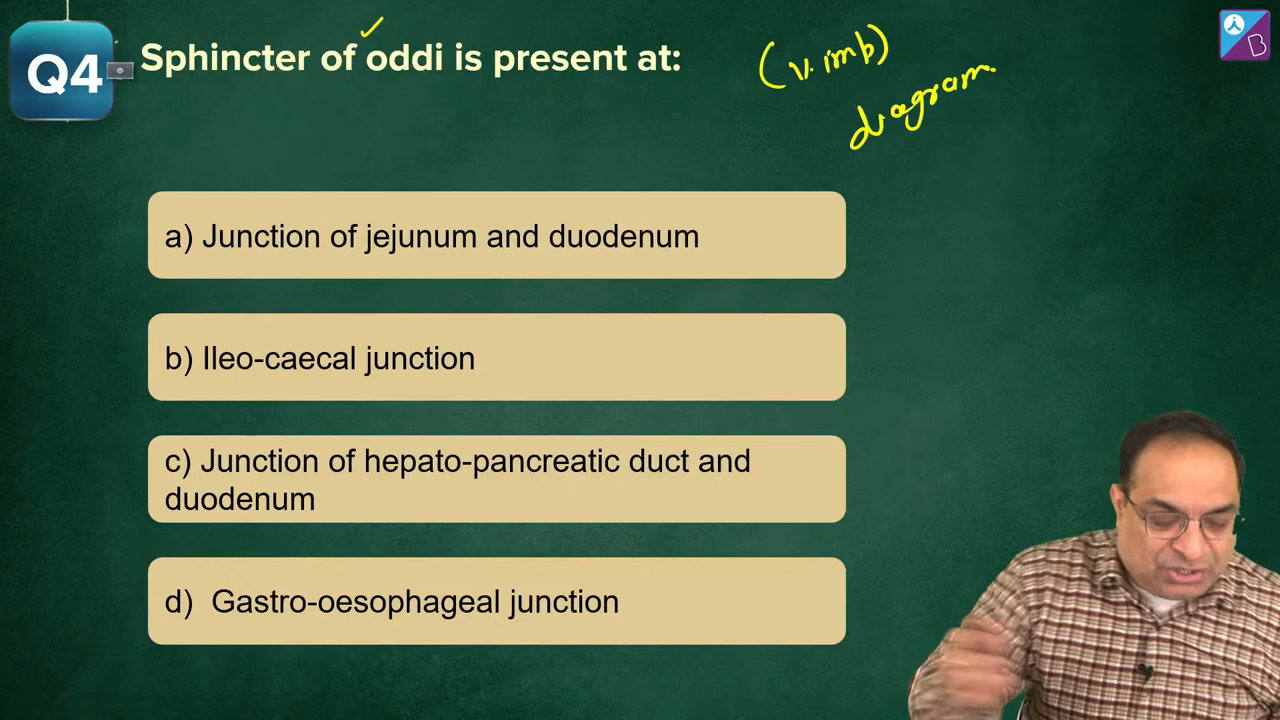 Q4
Sphincter of oddi is present at:
(v. imp)
diagram.
B
a) Junction of jejunum and duodenum
b) Ileo-caecal junction
c) Junction of hepato-pancreatic duct and
duodenum
d) Gastro-oesophageal junction